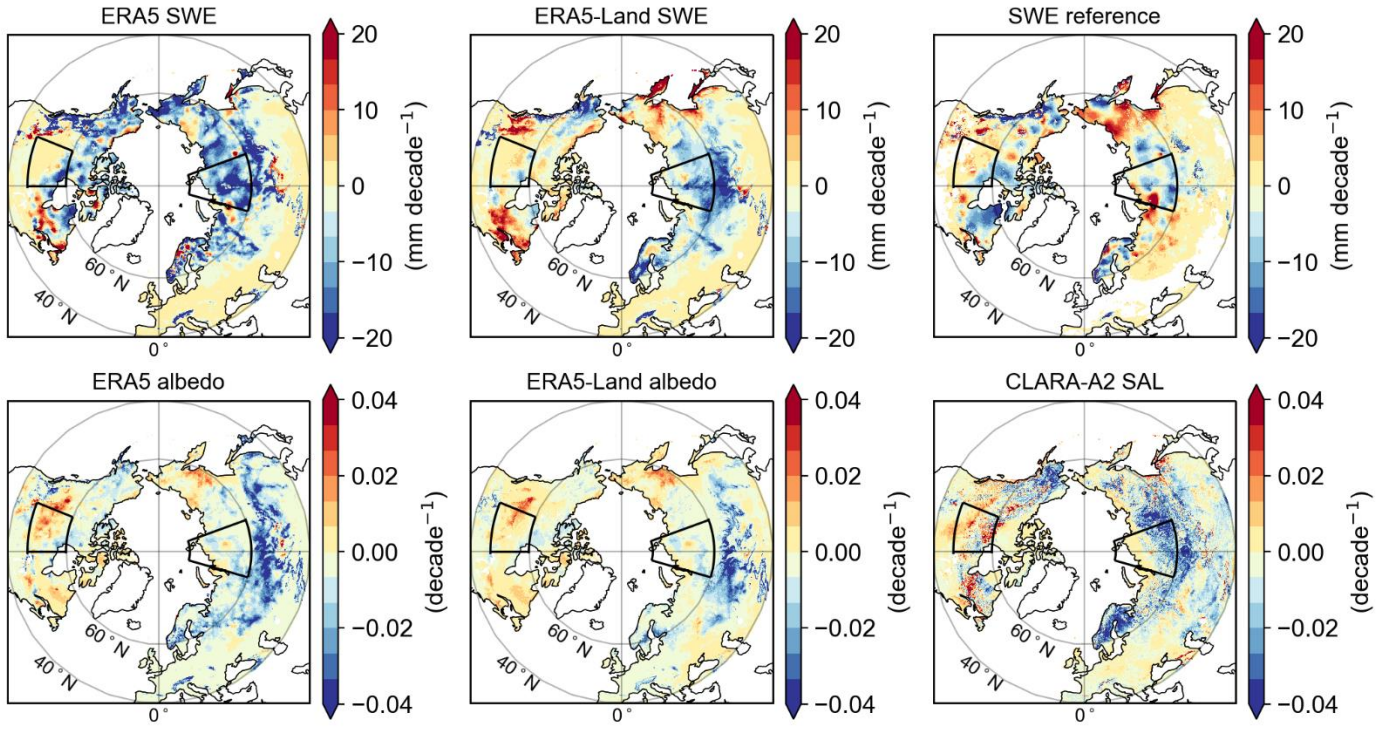 ERA5 SWE
20
10
0
−10
−20
(mm decade⁻¹)
60°N
40°N
0°
ERA5-Land SWE
20
10
0
−10
−20
(mm decade⁻¹)
60°N
40°N
0°
SWE reference
20
10
0
−10
−20
(mm decade⁻¹)
60°N
40°N
0°
ERA5 albedo
0.04
0.02
0.00
−0.02
−0.04
(decade⁻¹)
60°N
40°N
0°
ERA5-Land albedo
0.04
0.02
0.00
−0.02
−0.04
(decade⁻¹)
60°N
40°N
0°
CLARA-A2 SAL
0.04
0.02
0.00
−0.02
−0.04
(decade⁻¹)
60°N
40°N
0°